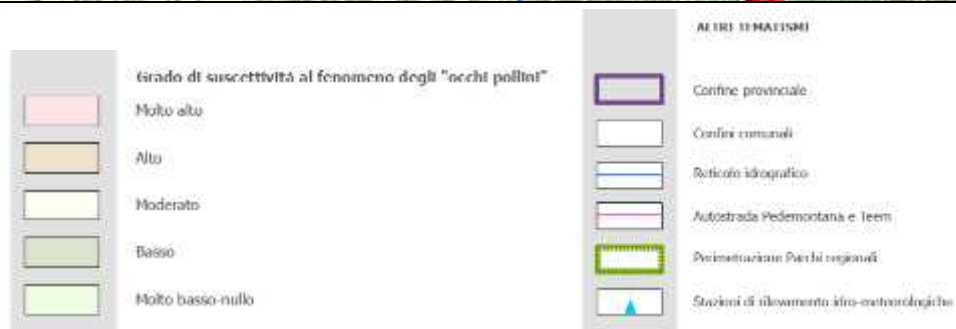 Grado di suscettività al fenomeno degli "occhi pollini"
Molto alto
Alto
Moderato
Basso
Molto basso-nullo
ALTRI TEMATISMI
Confine provinciale
Confini comunali
Reticolo idrografico
Autostrada Pedemontana e Teem
Perimetrazione Parchi regionali
Stazioni di rilevamento idro-meteorologiche